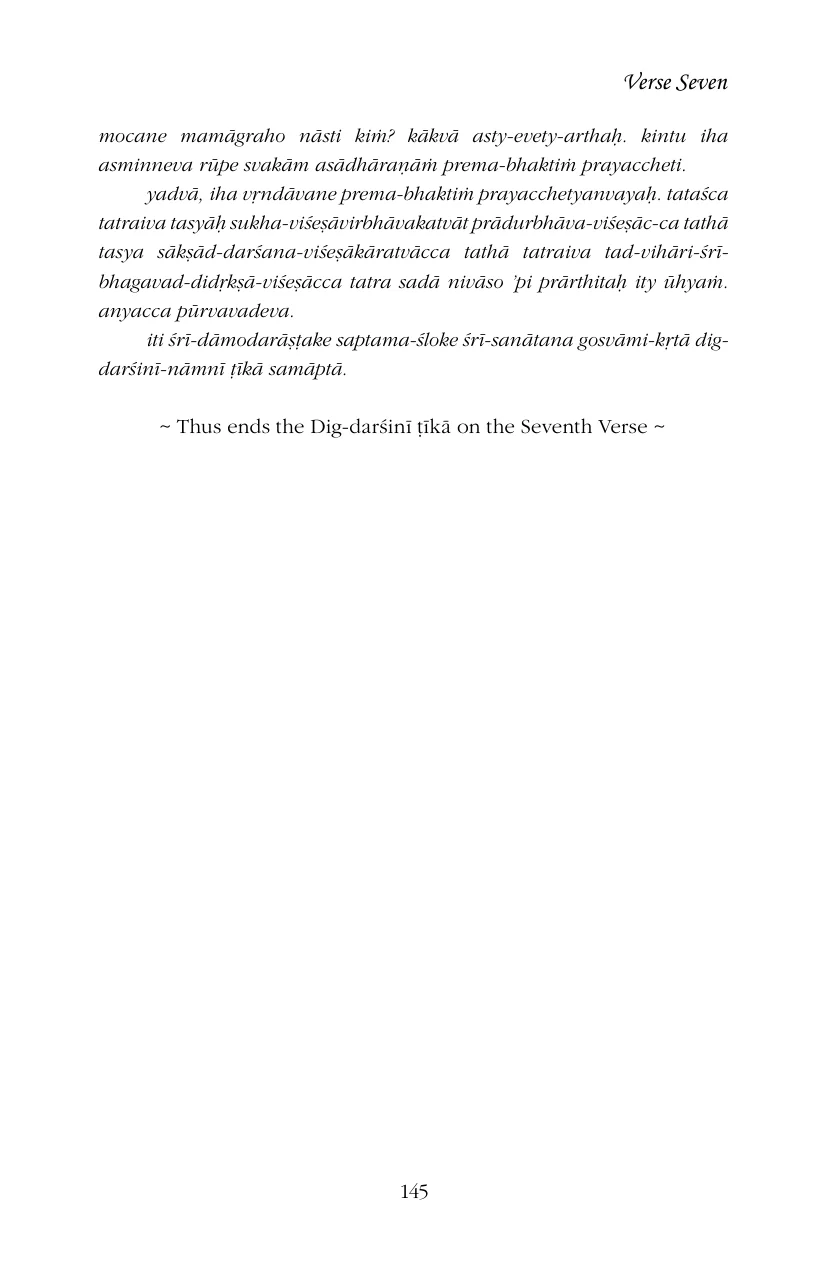 Verse Seven
mocane mamāgraho nāsti kiṁ? kākvā asty-evety-arthaḥ. kintu iha
asminneva rūpe svakām asādhāraṇāṁ prema-bhaktiṁ prayaccheti.
yadvā, iha vṛndāvane prema-bhaktiṁ prayacchetyanvayaḥ. tataśca
tatraiva tasyāḥ sukha-viśeṣāvirbhāvakatvāt prādurbhāva-viśeṣāc-ca tathā
tasya sākṣād-darśana-viśeṣākāratvācca tathā tatraiva tad-vihāri-śrī-
bhagavad-didṛkṣā-viśeṣācca tatra sadā nivāso ’pi prārthitaḥ ity ūhyaṁ.
anyacca pūrvavadeva.
iti śrī-dāmodarāṣṭake saptama-śloke śrī-sanātana gosvāmi-kṛtā dig-
darśinī-nāmnī ṭīkā samāptā.
~ Thus ends the Dig-darśinī ṭīkā on the Seventh Verse ~
145